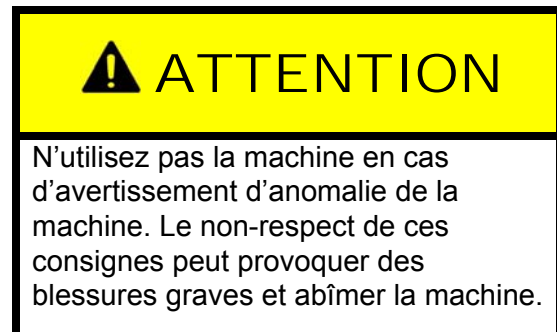 ATTENTION
N’utilisez pas la machine en cas
d’avertissement d’anomalie de la
machine. Le non-respect de ces
consignes peut provoquer des
blessures graves et abîmer la machine.